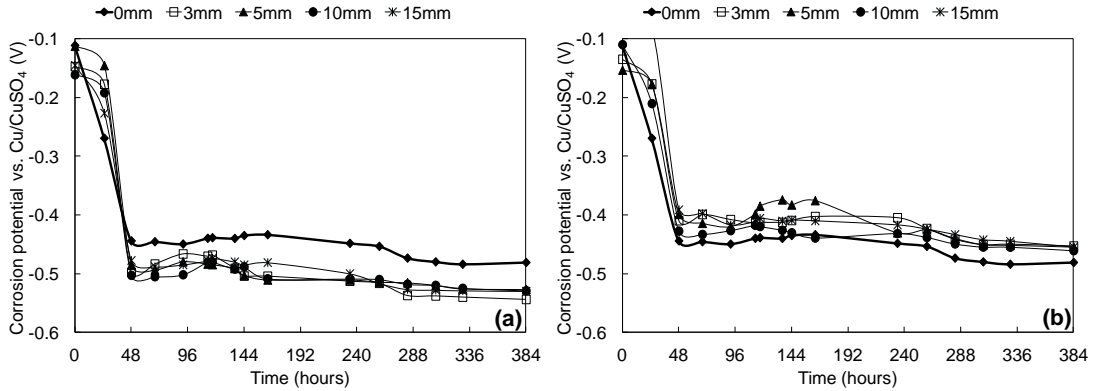 0mm 3mm 5mm 10mm 15mm
Corrosion potential vs. Cu/CuSO4 (V)
-0.1
-0.2
-0.3
-0.4
-0.5
-0.6
(a)
0 48 96 144 192 240 288 336 384
Time (hours)
0mm 3mm 5mm 10mm 15mm
Corrosion potential vs. Cu/CuSO4 (V)
-0.1
-0.2
-0.3
-0.4
-0.5
-0.6
(b)
0 48 96 144 192 240 288 336 384
Time (hours)